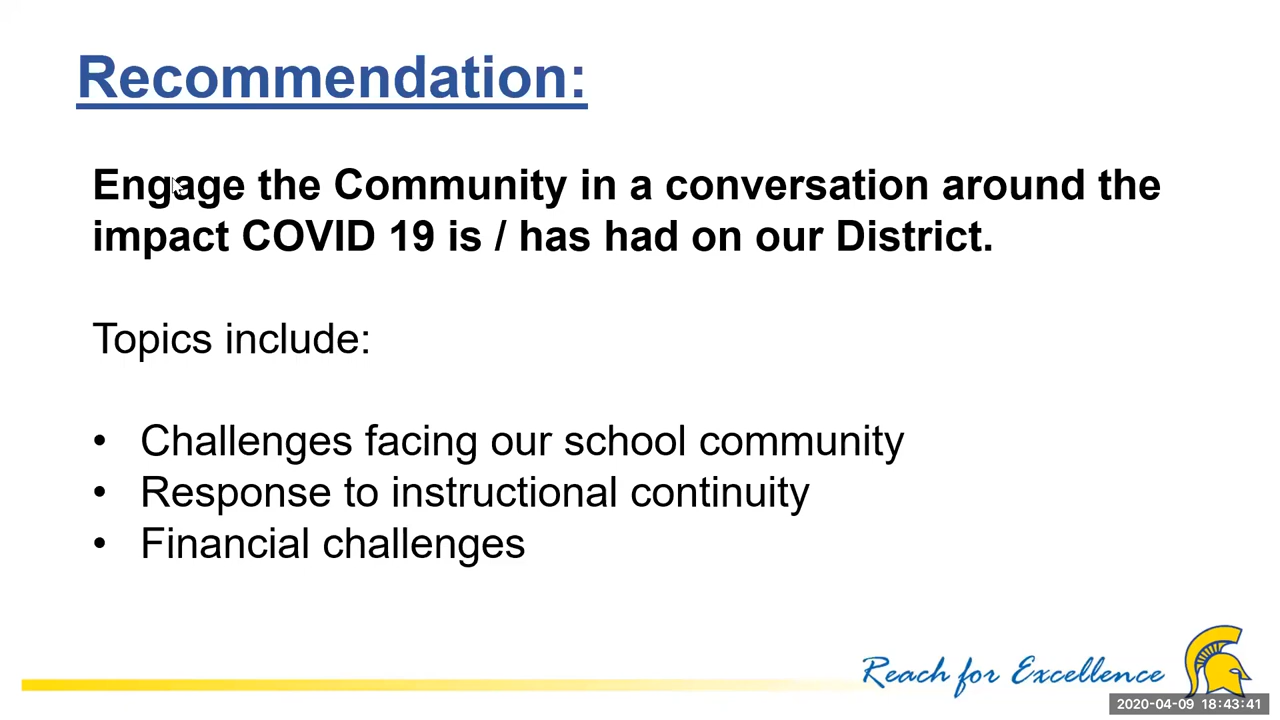 Recommendation:
Engage the Community in a conversation around the
impact COVID 19 is / has had on our District.
Topics include:
• Challenges facing our school community
• Response to instructional continuity
• Financial challenges
Reach for Excellence
2020-04-09 18:43:41